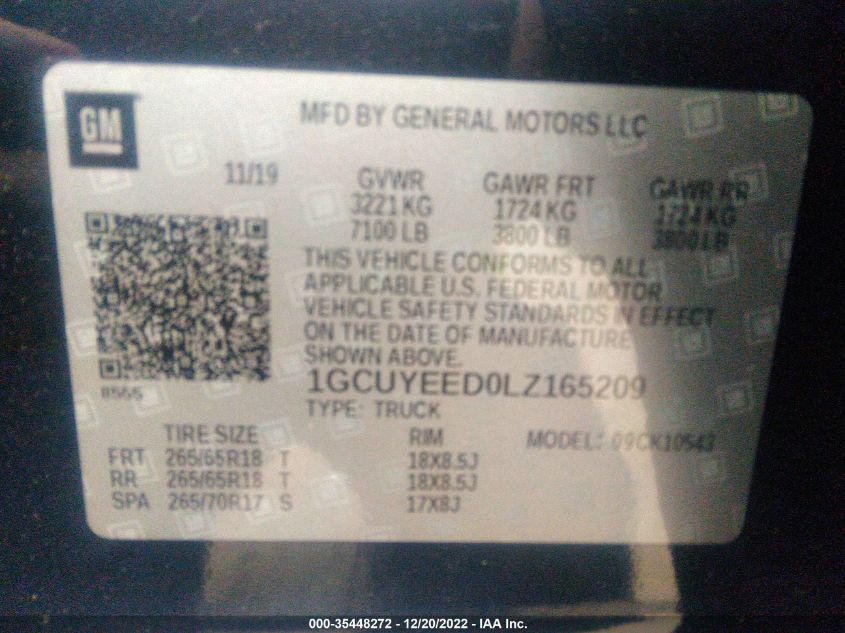 GM
MFD BY GENERAL MOTORS LLC
11/19 GVWR GAWR FRT GAWR RR
3221 KG 1724 KG 1724 KG
7100 LB 3800 LB 3800 LB
THIS VEHICLE CONFORMS TO ALL
APPLICABLE U.S. FEDERAL MOTOR
VEHICLE SAFETY STANDARDS IN EFFECT
ON THE DATE OF MANUFACTURE
SHOWN ABOVE.
1GCUYEED0LZ165209
TYPE: TRUCK
TIRE SIZE RIM MODEL: 09CK10543
FRT 265/65R18 T 18X8.5J
RR 265/65R18 T 18X8.5J
SPA 265/70R17 S 17X8J
000-35448272 - 12/20/2022 - IAA Inc.